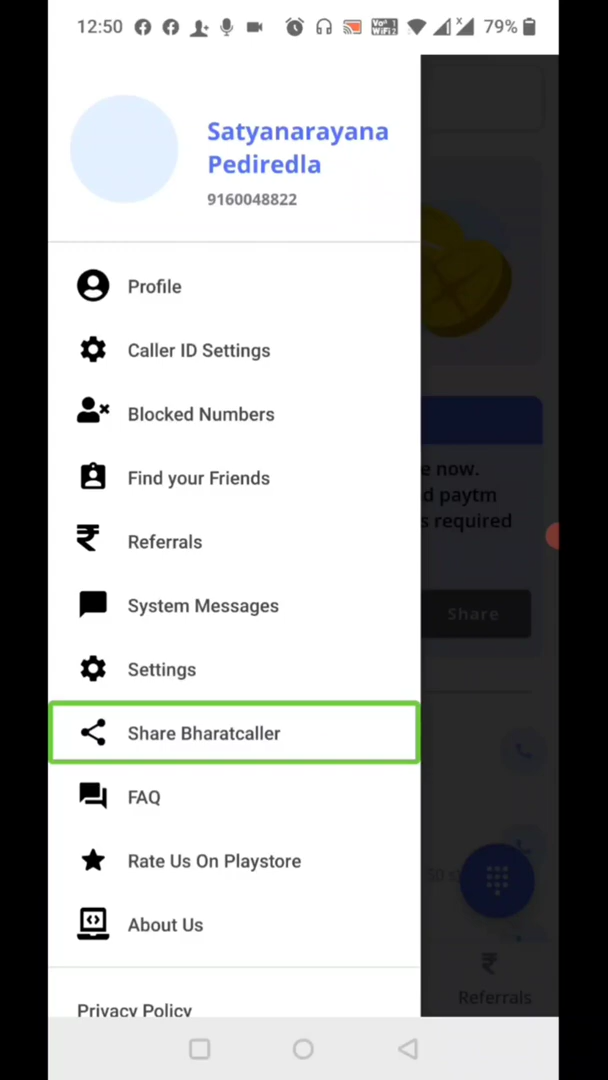 12:50 79%
Satyanarayana
Pediredla
9160048822
Profile
Caller ID Settings
Blocked Numbers
Find your Friends
e now.
d paytm
s required
Referrals
System Messages
Share
Settings
Share Bharatcaller
FAQ
Rate Us On Playstore
About Us
Referrals
Privacy Policy